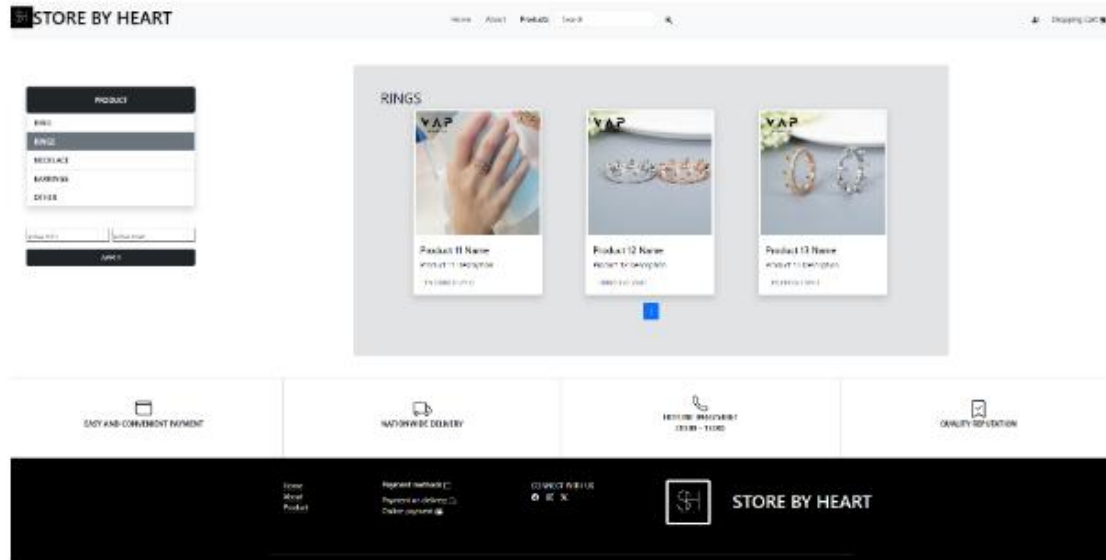 SH STORE BY HEART
Home About Products Search
Shopping Cart
PRODUCT
RINGS
NECKLACE
EARRINGS
OTHER
APPLY
RINGS
VAP
VAP
VAP
Product 11 Name
Product 12 Name
Product 13 Name
Product 11 Description
Product 12 Description
Product 13 Description
1
EASY AND CONVENIENT PAYMENT
NATIONWIDE DELIVERY
QUALITY REPUTATION
Home
About
Product
Payment methods
Payment on delivery
Online payment
CONNECT WITH US
SH STORE BY HEART